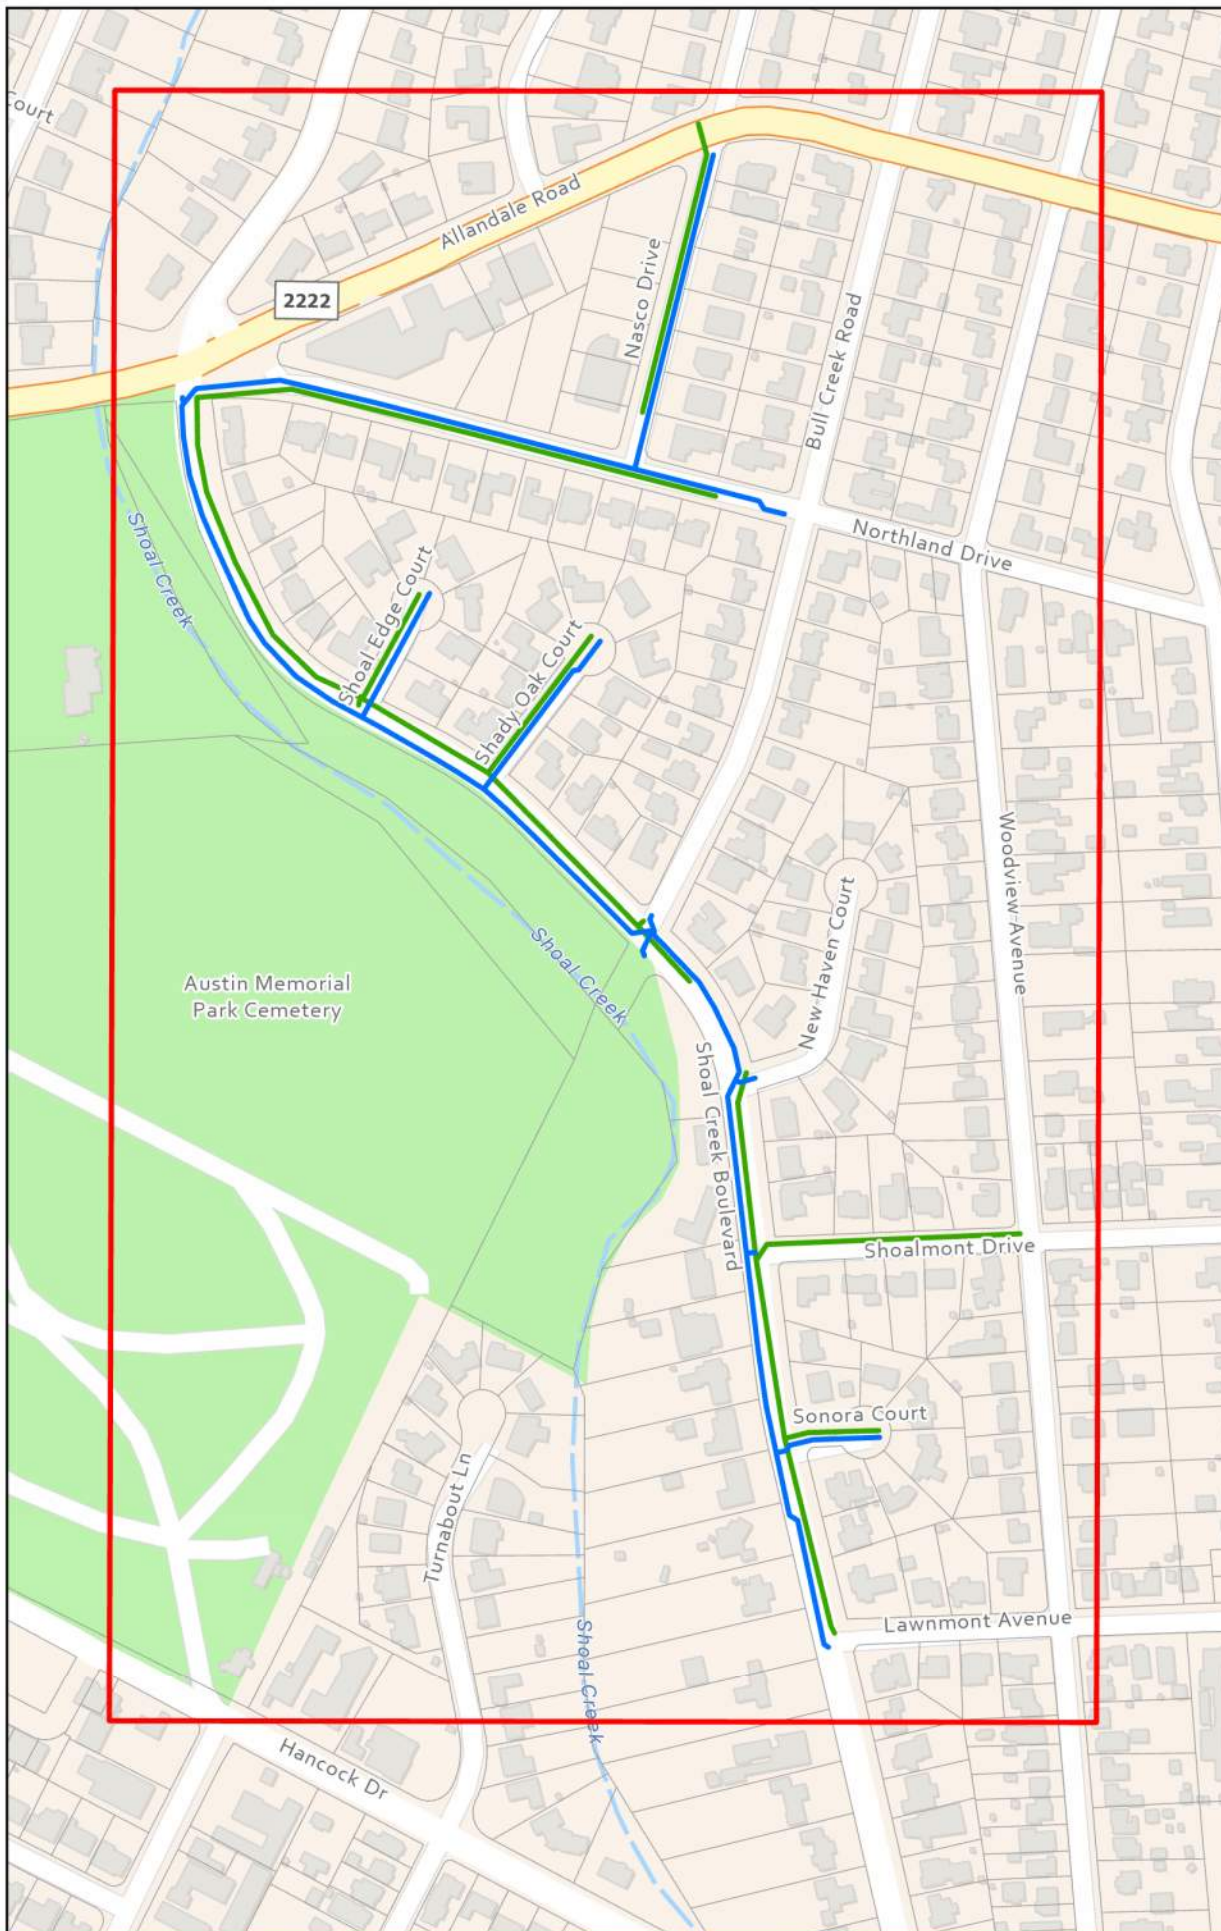 Court
Allandale Road
2222
Nasco Drive
Bull Creek Road
Shoal Creek
Northland Drive
Shoal Edge Court
Shady Oak Court
Woodview Avenue
New Haven Court
Shoal Creek
Austin Memorial
Park Cemetery
Shoal Creek Boulevard
Shoalmont Drive
Sonora Court
Turnabout Ln
Lawnmont Avenue
Shoal Creek
Hancock Dr